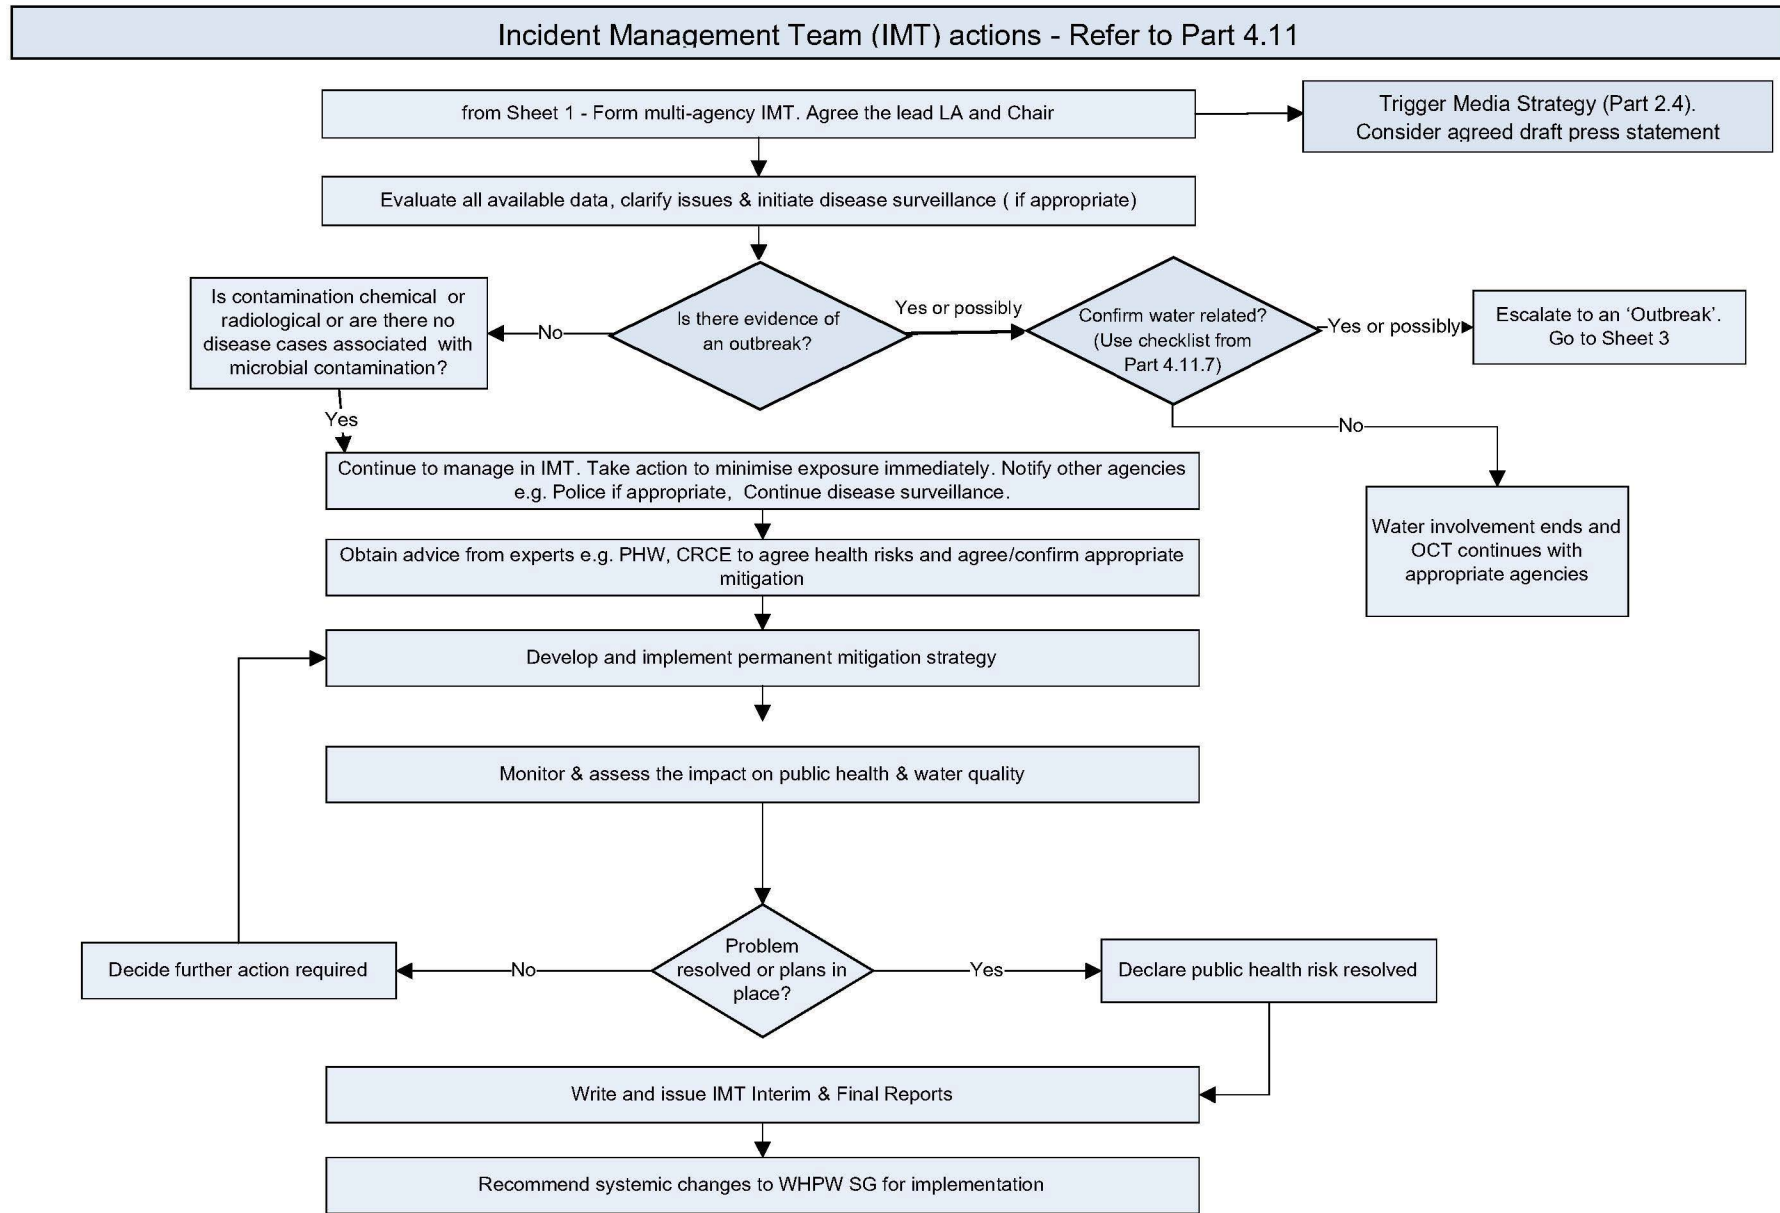 Incident Management Team (IMT) actions - Refer to Part 4.11
from Sheet 1 - Form multi-agency IMT. Agree the lead LA and Chair
Trigger Media Strategy (Part 2.4).
Consider agreed draft press statement
Evaluate all available data, clarify issues & initiate disease surveillance ( if appropriate)
Is contamination chemical or
radiological or are there no
disease cases associated with
microbial contamination?
No
Is there evidence of
an outbreak?
Yes or possibly
Confirm water related?
(Use checklist from
Part 4.11.7)
Yes or possibly
Escalate to an ‘Outbreak’.
Go to Sheet 3
Yes
No
Continue to manage in IMT. Take action to minimise exposure immediately. Notify other agencies
e.g. Police if appropriate, Continue disease surveillance.
Water involvement ends and
OCT continues with
appropriate agencies
Obtain advice from experts e.g. PHW, CRCE to agree health risks and agree/confirm appropriate
mitigation
Develop and implement permanent mitigation strategy
Monitor & assess the impact on public health & water quality
Decide further action required
No
Problem
resolved or plans in
place?
Yes
Declare public health risk resolved
Write and issue IMT Interim & Final Reports
Recommend systemic changes to WHPW SG for implementation